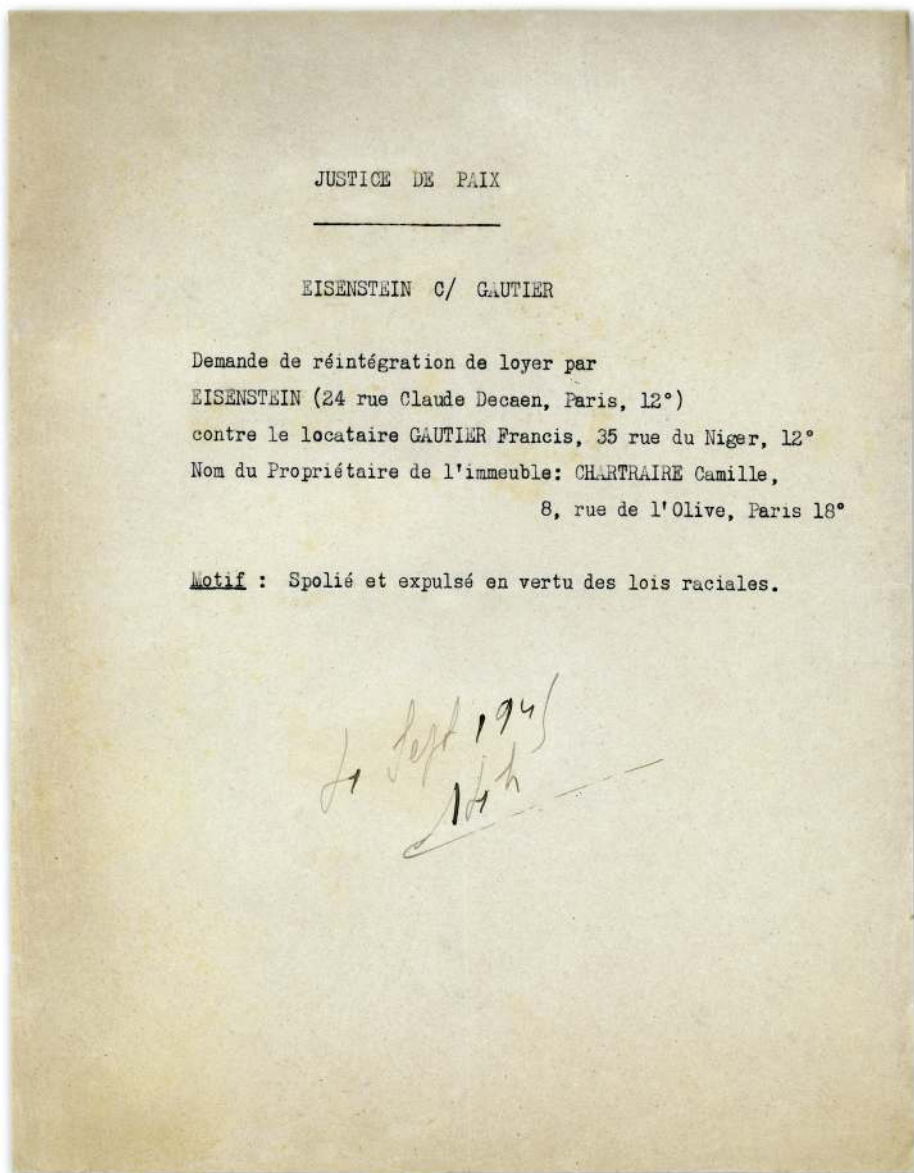 JUSTICE DE PAIX
EISENSTEIN C/ GAUTIER
Demande de réintégration de loyer par
EISENSTEIN (24 rue Claude Decaen, Paris, 12°)
contre le locataire GAUTIER Francis, 35 rue du Niger, 12°
Nom du Propriétaire de l'immeuble: CHARTRAIRE Camille,
8, rue de l'Olive, Paris 18°
Motif : Spolié et expulsé en vertu des lois raciales.
4 Sept 1945
14h